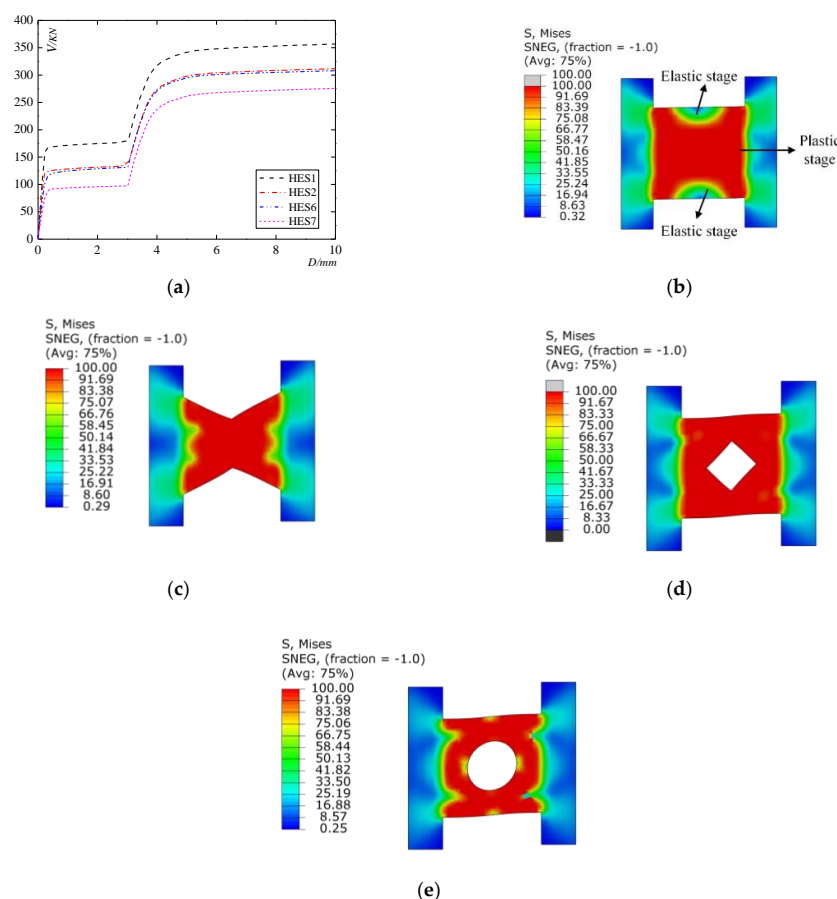 400
350
300
250
200
150
100
50
0
V/KN
HES1
HES2
HES6
HES7
0
2
4
6
8
10
D/mm
(a)
S, Mises
SNEG, (fraction = -1.0)
(Avg: 75%)
100.00
100.00
91.69
83.39
75.08
66.77
58.47
50.16
41.85
33.55
25.24
16.94
8.63
0.32
Elastic stage
Plastic
stage
Elastic stage
(b)
S, Mises
SNEG, (fraction = -1.0)
(Avg: 75%)
100.00
91.69
83.38
75.07
66.76
58.45
50.14
41.84
33.53
25.22
16.91
8.60
0.29
(c)
S, Mises
SNEG, (fraction = -1.0)
(Avg: 75%)
100.00
91.67
83.33
75.00
66.67
58.33
50.00
41.67
33.33
25.00
16.67
8.33
0.00
(d)
S, Mises
SNEG, (fraction = -1.0)
(Avg: 75%)
100.00
91.69
83.38
75.06
66.75
58.44
50.13
41.82
33.50
25.19
16.88
8.57
0.25
(e)